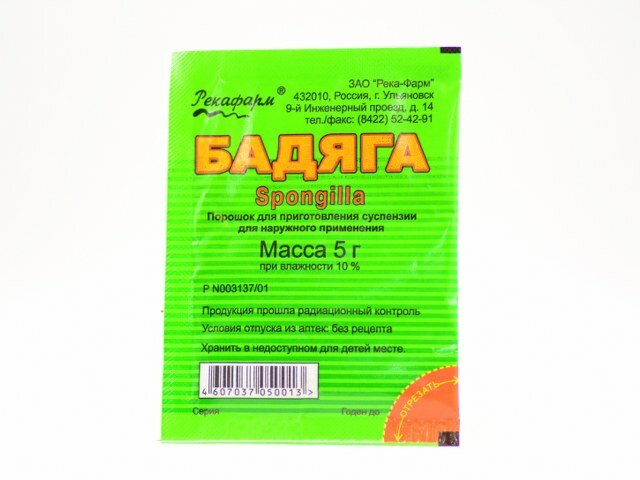 Рекафарм®
ЗАО "Река-Фарм"
432010, Россия, г. Ульяновск
9-й Инженерный проезд, д. 14
тел./факс: (8422) 52-42-91
БАДЯГА
Spongilla
Порошок для приготовления суспензии
для наружного применения
Масса 5 г
при влажности 10 %
Р N003137/01
Продукция прошла радиационный контроль
Условия отпуска из аптек: без рецепта
Хранить в недоступном для детей месте.
4 607037 050013 >
Серия
Годен до
ОТРЕЗАТЬ